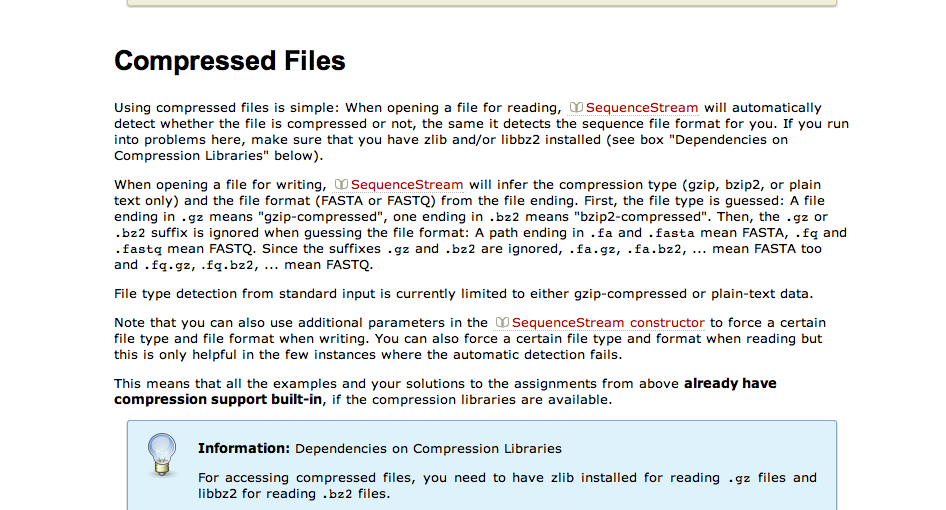 Compressed Files
Using compressed files is simple: When opening a file for reading, SequenceStream will automatically
detect whether the file is compressed or not, the same it detects the sequence file format for you. If you run
into problems here, make sure that you have zlib and/or libbz2 installed (see box "Dependencies on
Compression Libraries" below).
When opening a file for writing, SequenceStream will infer the compression type (gzip, bzip2, or plain
text only) and the file format (FASTA or FASTQ) from the file ending. First, the file type is guessed: A file
ending in .gz means "gzip-compressed", one ending in .bz2 means "bzip2-compressed". Then, the .gz or
.bz2 suffix is ignored when guessing the file format: A path ending in .fa and .fasta mean FASTA, .fq and
.fastq mean FASTQ. Since the suffixes .gz and .bz2 are ignored, .fa.gz, .fa.bz2, ... mean FASTA too
and .fq.gz, .fq.bz2, ... mean FASTQ.
File type detection from standard input is currently limited to either gzip-compressed or plain-text data.
Note that you can also use additional parameters in the SequenceStream constructor to force a certain
file type and file format when writing. You can also force a certain file type and format when reading but
this is only helpful in the few instances where the automatic detection fails.
This means that all the examples and your solutions to the assignments from above already have
compression support built-in, if the compression libraries are available.
Information: Dependencies on Compression Libraries
For accessing compressed files, you need to have zlib installed for reading .gz files and
libbz2 for reading .bz2 files.